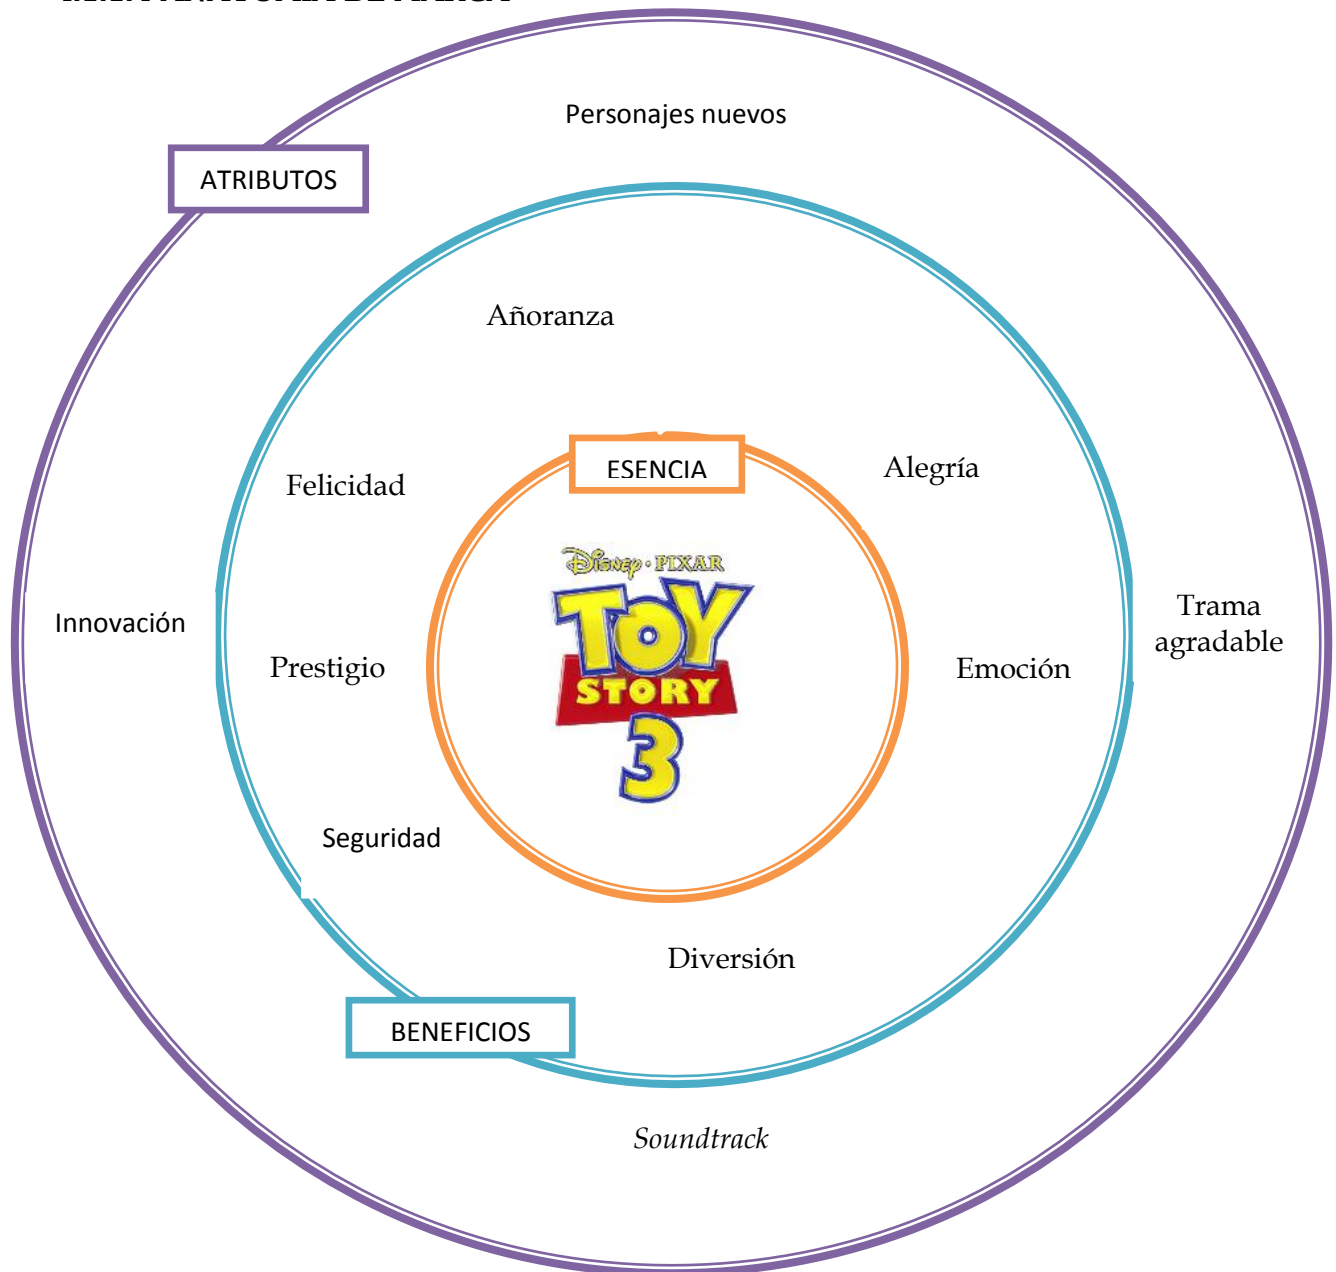 Personajes nuevos
ATRIBUTOS
Añoranza
ESENCIA
Alegría
Felicidad
Disney · PIXAR
TOY
STORY
3
Innovación
Trama
agradable
Prestigio
Emoción
Seguridad
Diversión
BENEFICIOS
Soundtrack